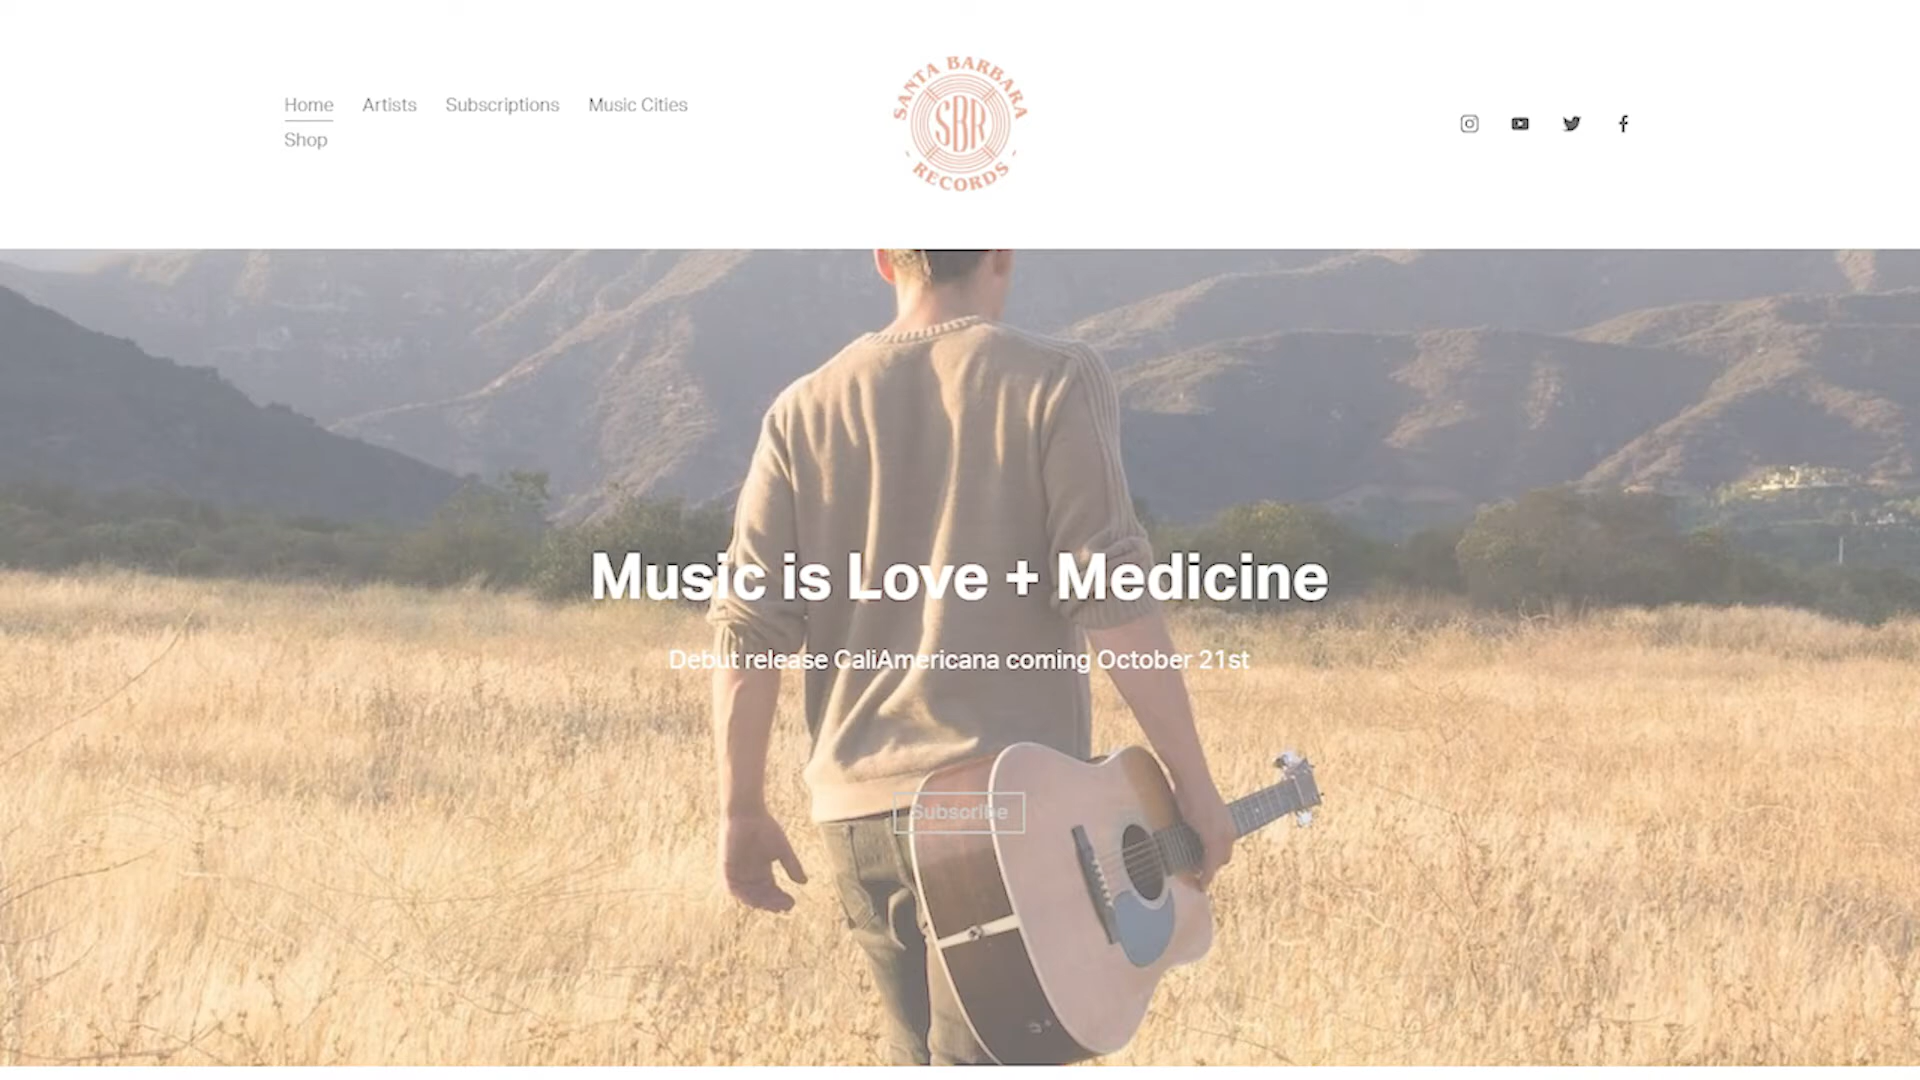 Home Artists Subscriptions Music Cities
Shop
SANTA BARBARA
SBR
RECORDS
Music is Love + Medicine
Debut release CaliAmericana coming October 21st
Subscribe